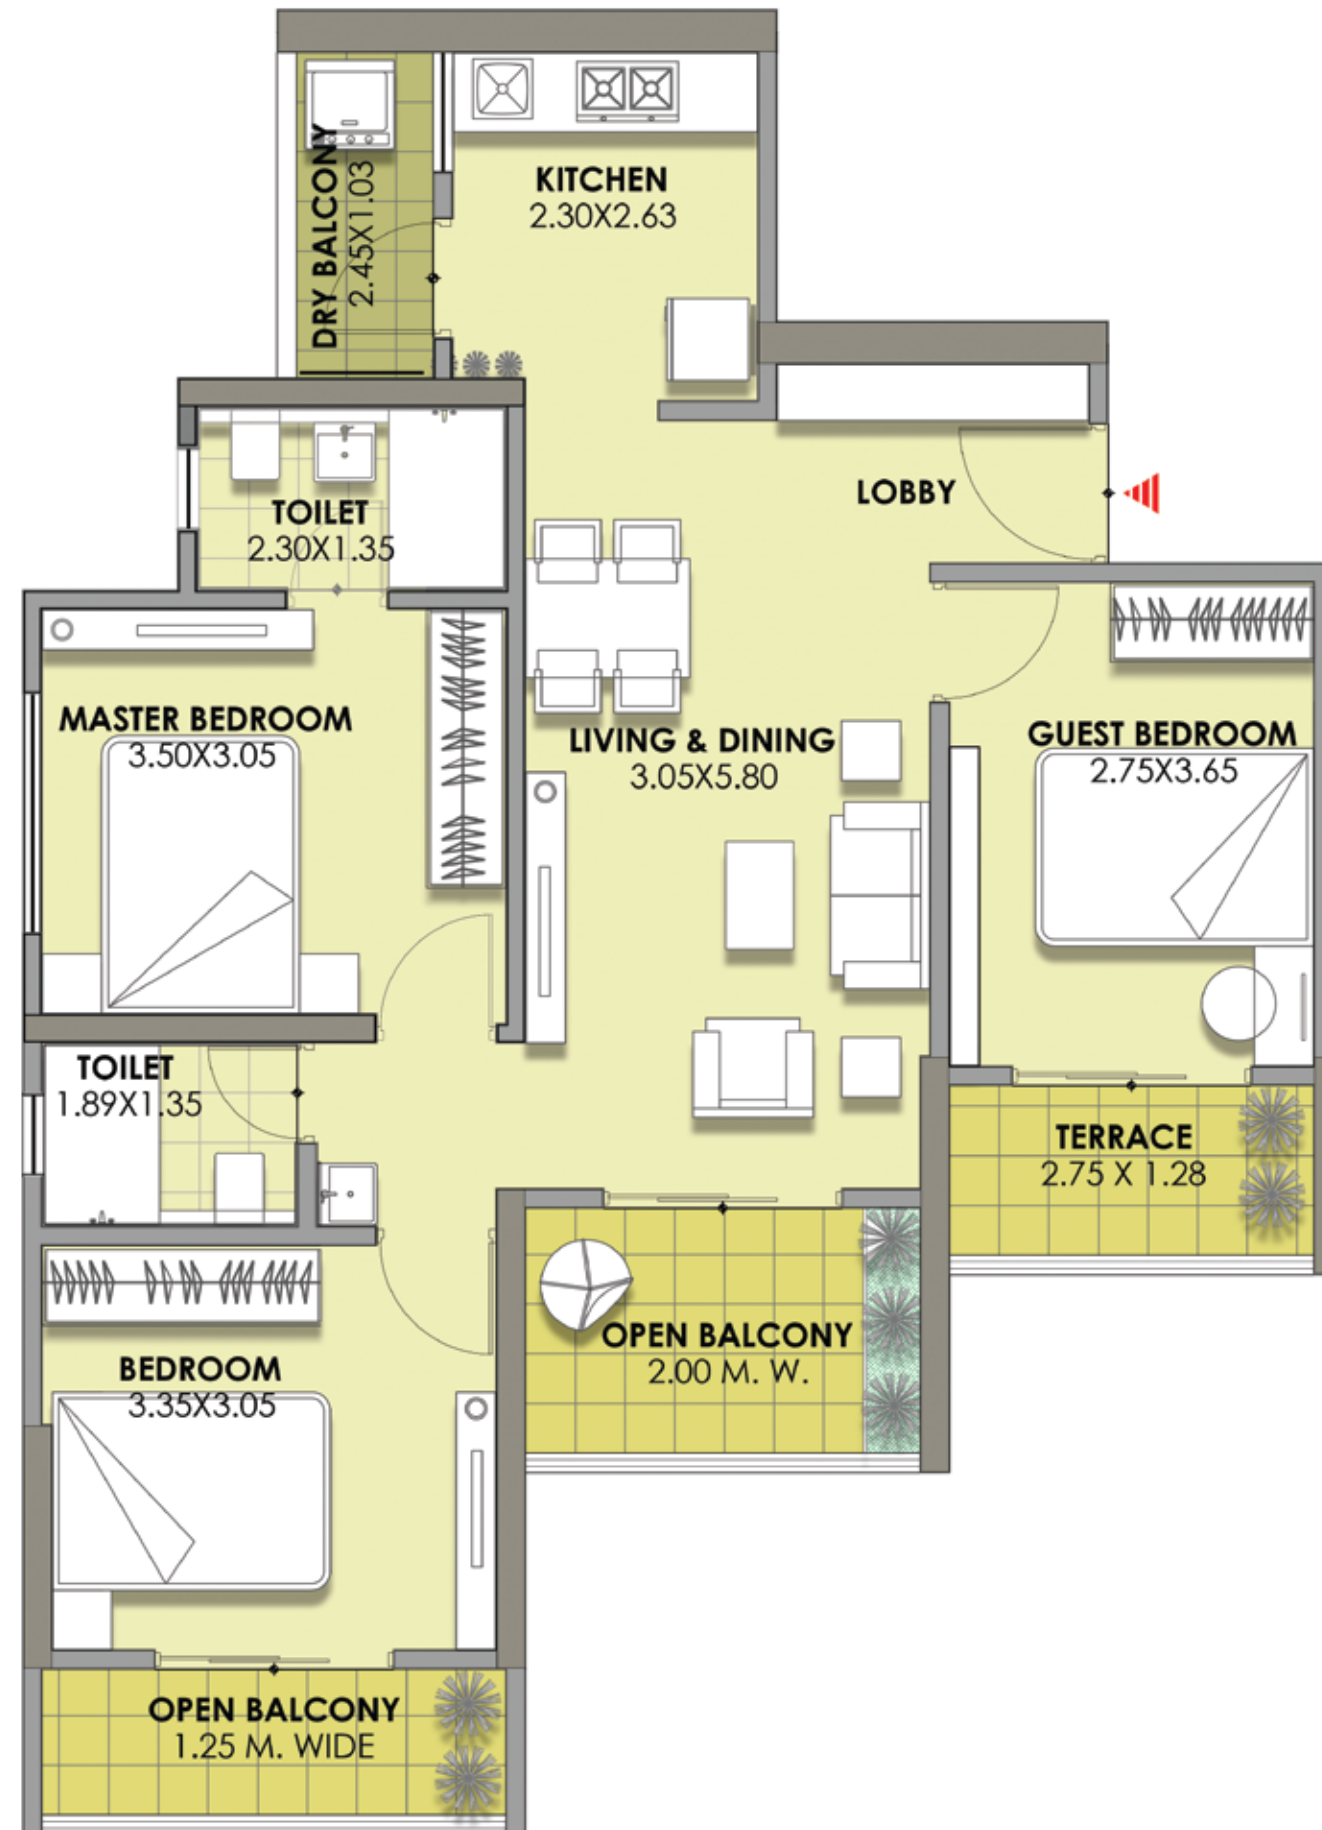 DRY BALCONY
2.45X1.03
KITCHEN
2.30X2.63
LOBBY
TOILET
2.30X1.35
MASTER BEDROOM
3.50X3.05
LIVING & DINING
3.05X5.80
GUEST BEDROOM
2.75X3.65
TOILET
1.89X1.35
TERRACE
2.75 X 1.28
OPEN BALCONY
2.00 M. W.
BEDROOM
3.35X3.05
OPEN BALCONY
1.25 M. WIDE